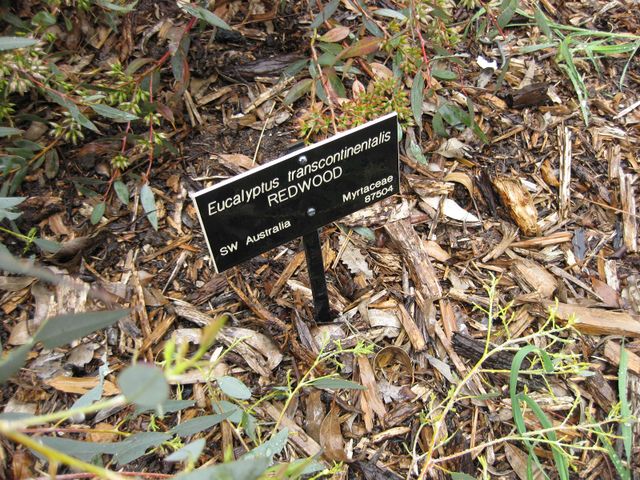 Eucalyptus transcontinentalis
REDWOOD
SW Australia Myrtaceae
87504